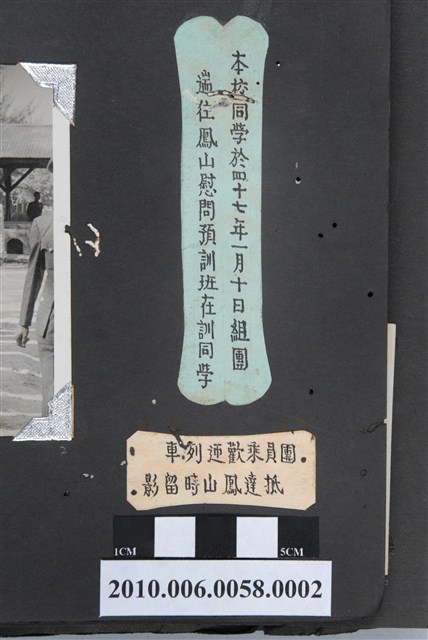 本校同學於四十七年一月十日組團
遄往鳳山慰問預訓班在訓同學
團員乘歡迎列車
抵達鳳山時留影
1CM 5CM
2010.006.0058.0002